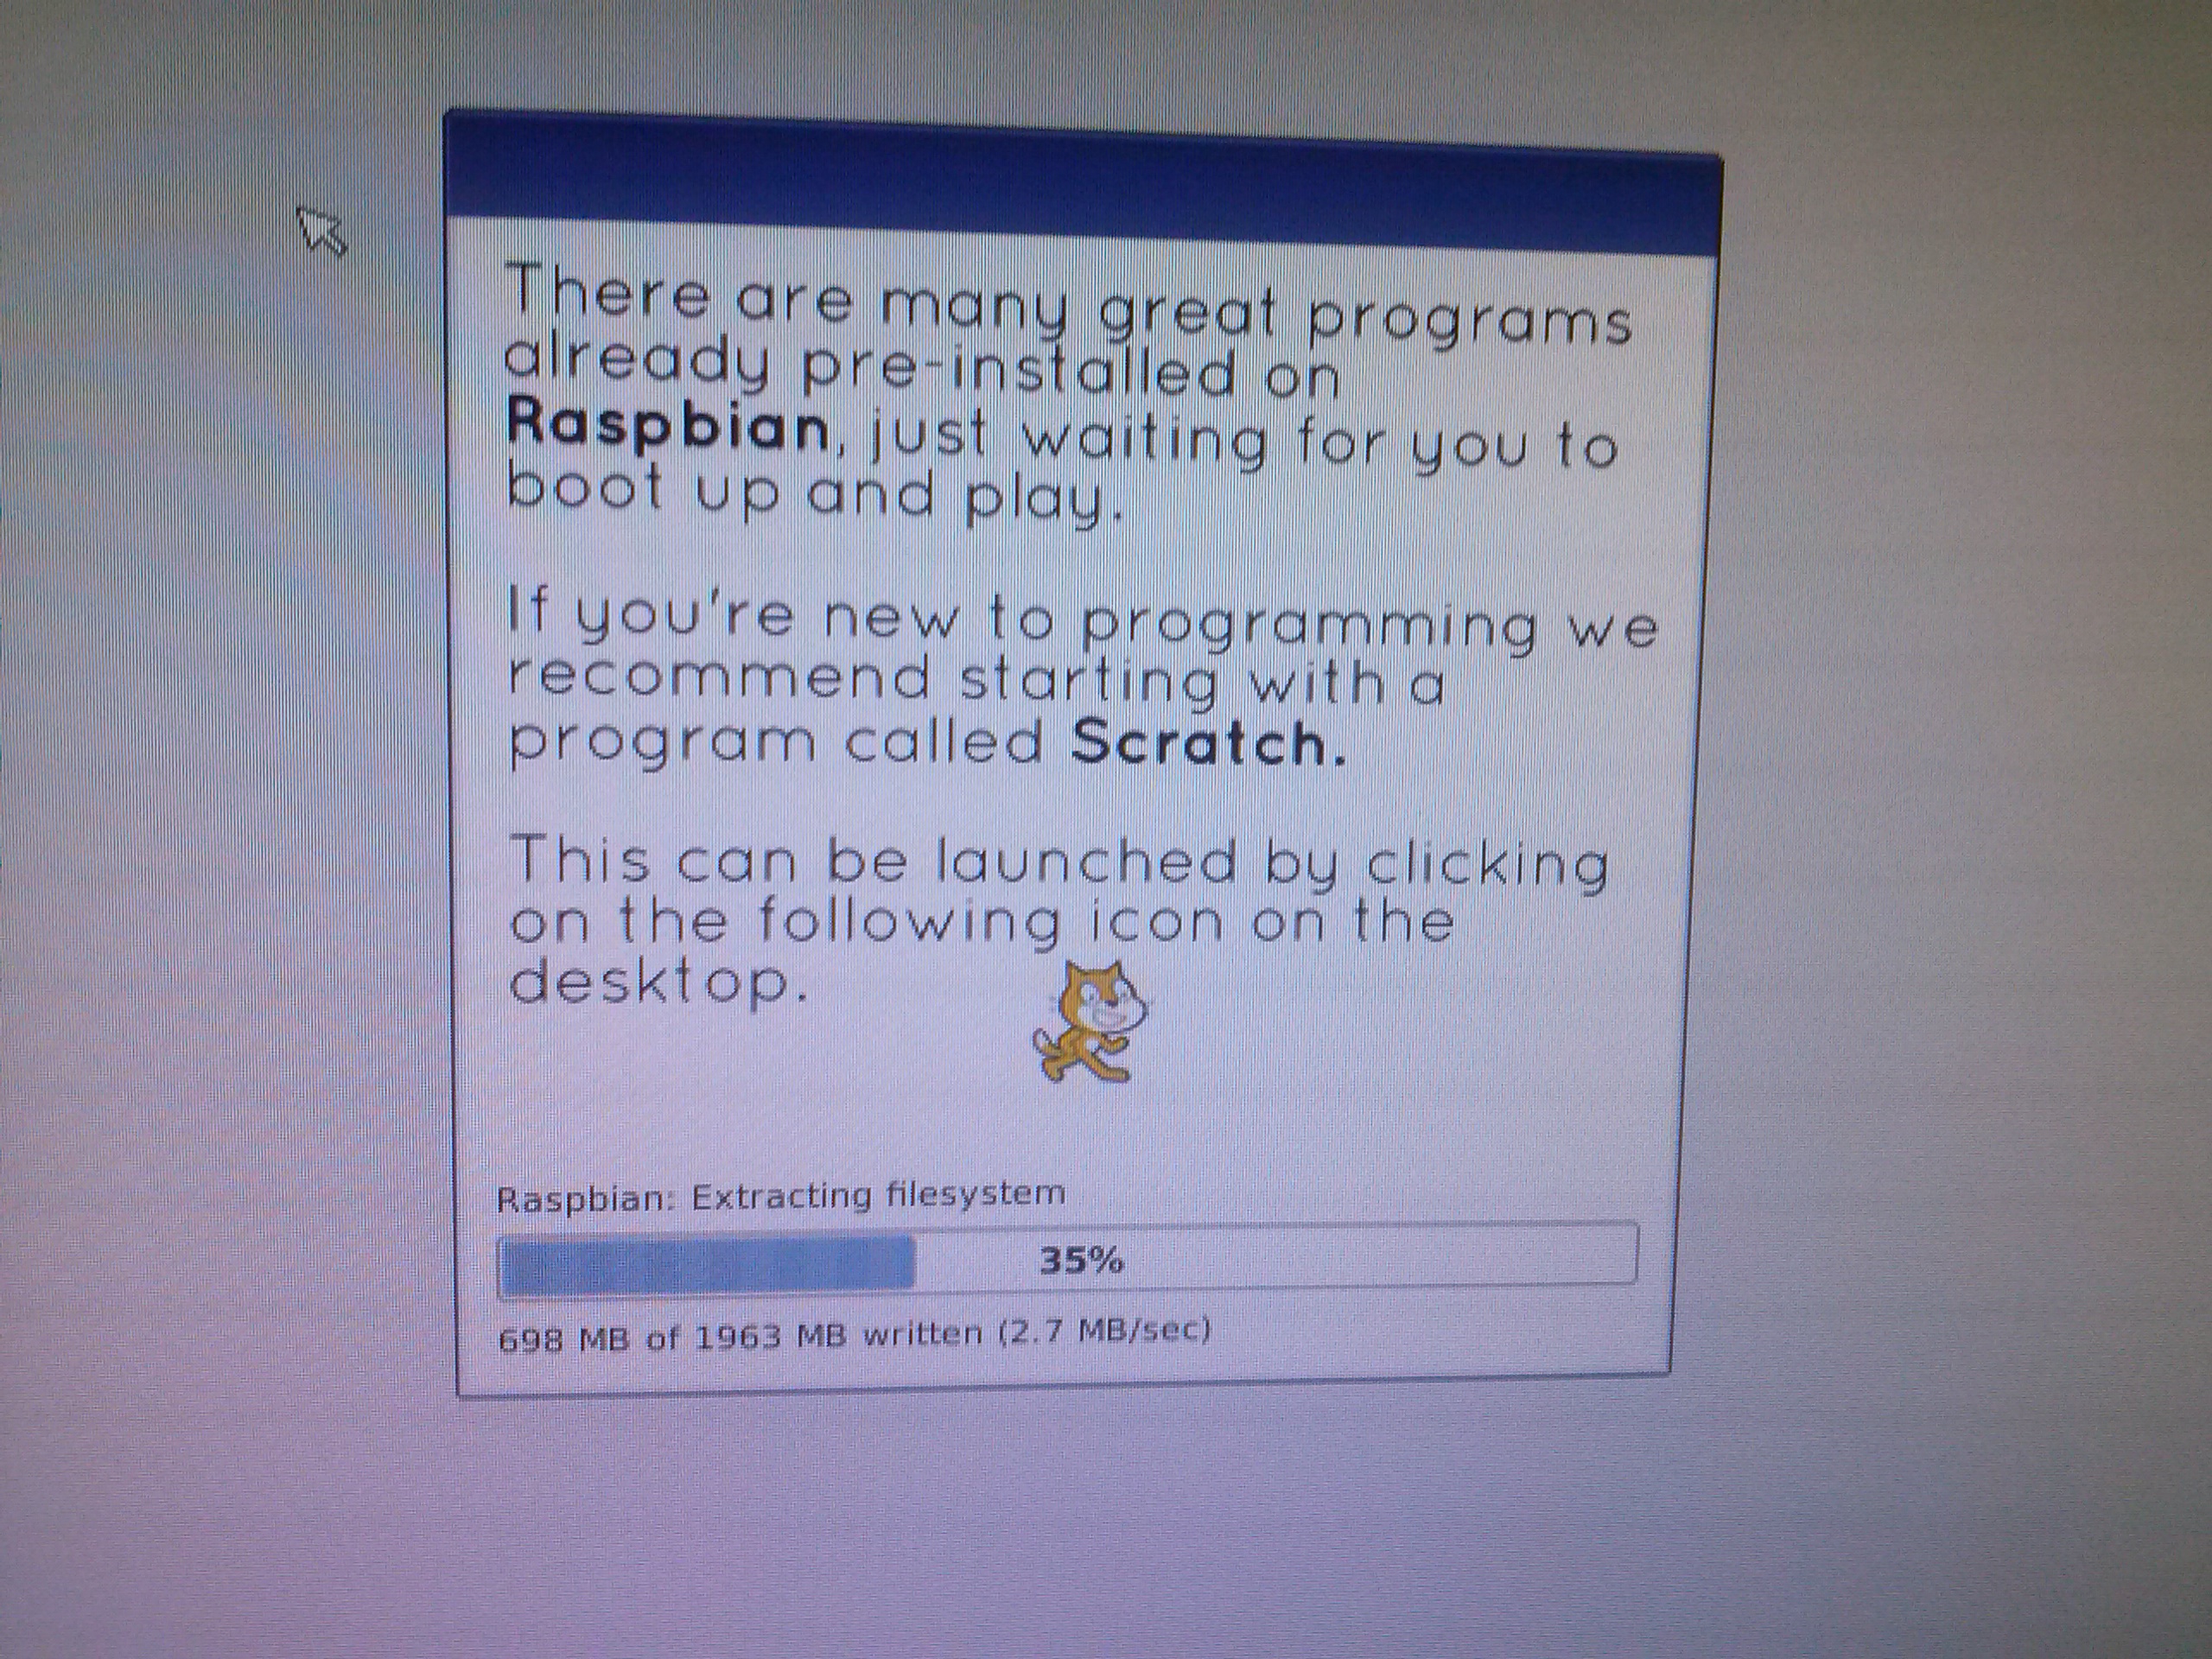 There are many great programs
already pre-installed on
Raspbian, just waiting for you to
boot up and play.
If you're new to programming we
recommend starting with a
program called Scratch.
This can be launched by clicking
on the following icon on the
desktop.
Raspbian: Extracting filesystem
35%
698 MB of 1963 MB written (2.7 MB/sec)